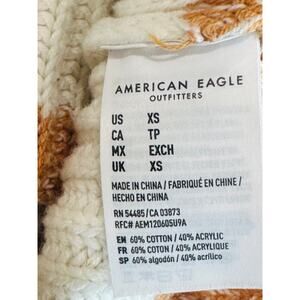 AMERICAN EAGLE
OUTFITTERS
US XS
CA TP
MX EXCH
UK XS
MADE IN CHINA / FABRIQUÉ EN CHINE /
HECHO EN CHINA
RN 54485/CA 03873
RFC# AEM120605U9A
EN 60% COTTON / 40% ACRYLIC
FR 60% COTON / 40% ACRYLIQUE
SP 60% algodón / 40% acrílico